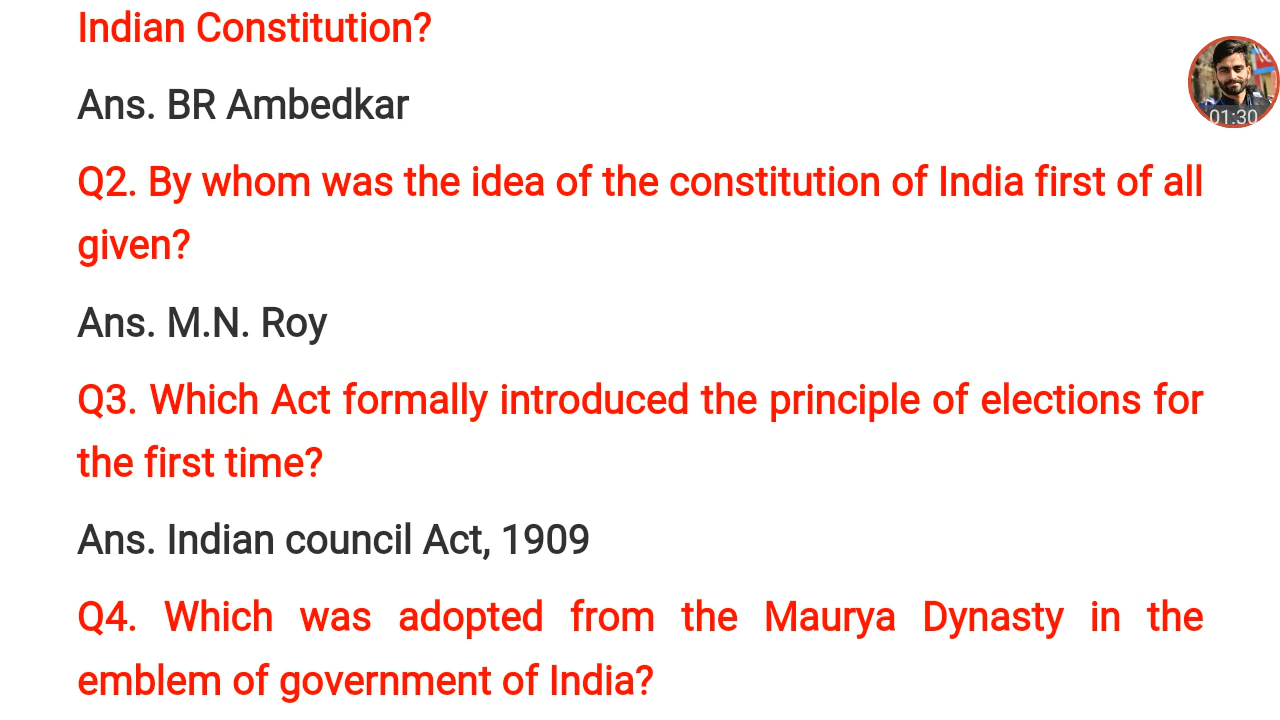 Indian Constitution?
Ans. BR Ambedkar
01:30
Q2. By whom was the idea of the constitution of India first of all
given?
Ans. M.N. Roy
Q3. Which Act formally introduced the principle of elections for
the first time?
Ans. Indian council Act, 1909
Q4. Which was adopted from the Maurya Dynasty in the
emblem of government of India?